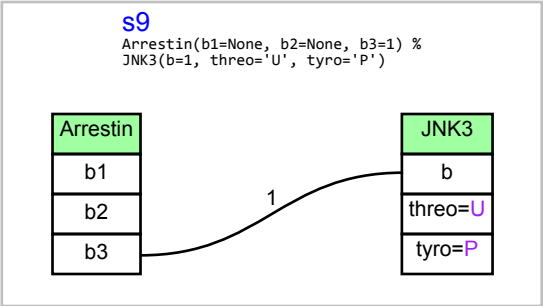 s9
Arrestin(b1=None, b2=None, b3=1) %
JNK3(b=1, threo='U', tyro='P')
Arrestin
b1
b2
b3
1
JNK3
b
threo=U
tyro=P